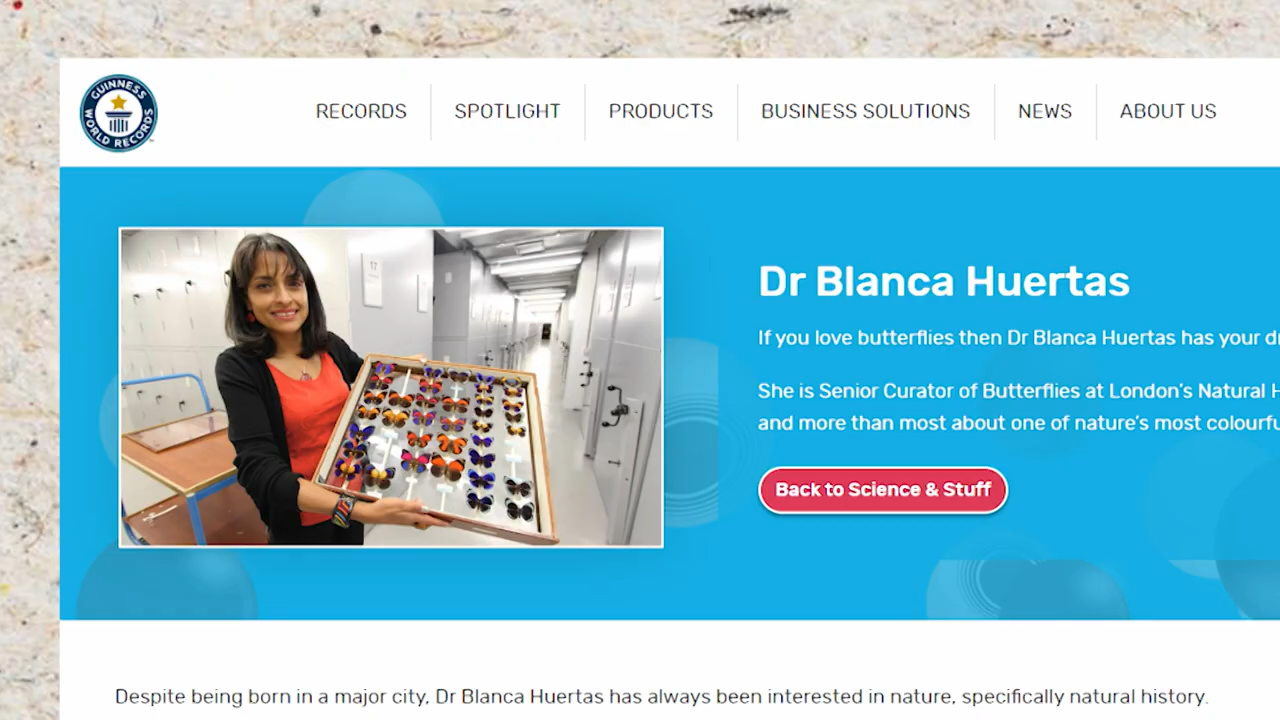 GUINNESS
WORLD RECORDS
RECORDS
SPOTLIGHT
PRODUCTS
BUSINESS SOLUTIONS
NEWS
ABOUT US
17
Dr Blanca Huertas
If you love butterflies then Dr Blanca Huertas has your
She is Senior Curator of Butterflies at London's Natural
and more than most about one of nature's most
Back to Science & Stuff
Despite being born in a major city, Dr Blanca Huertas has always been interested in nature, specifically natural history.